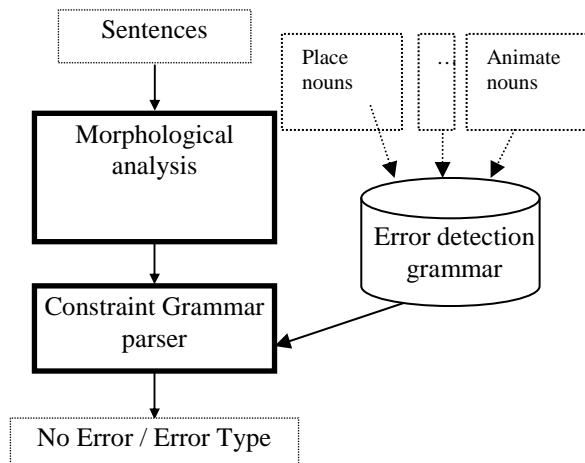 Sentences
Place
nouns
...
Animate
nouns
Morphological
analysis
Error detection
grammar
Constraint Grammar
parser
No Error / Error Type